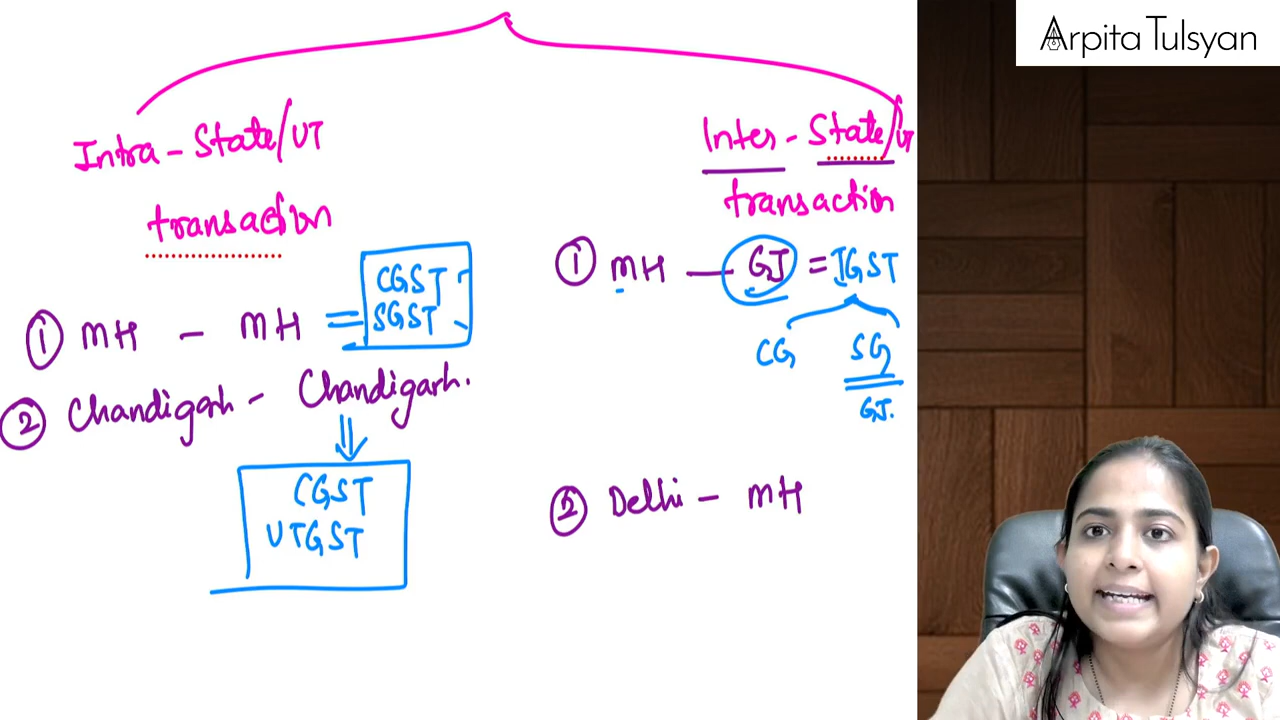 Arpita Tulsyan
Intra-State/UT
transaction
① MH - MH = CGST
SGST
② Chandigarh - Chandigarh.
⇓
CGST
UTGST
Inter-State/UT
transaction
① MH — GJ = IGST
CG SG
GJ.
② Delhi - MH